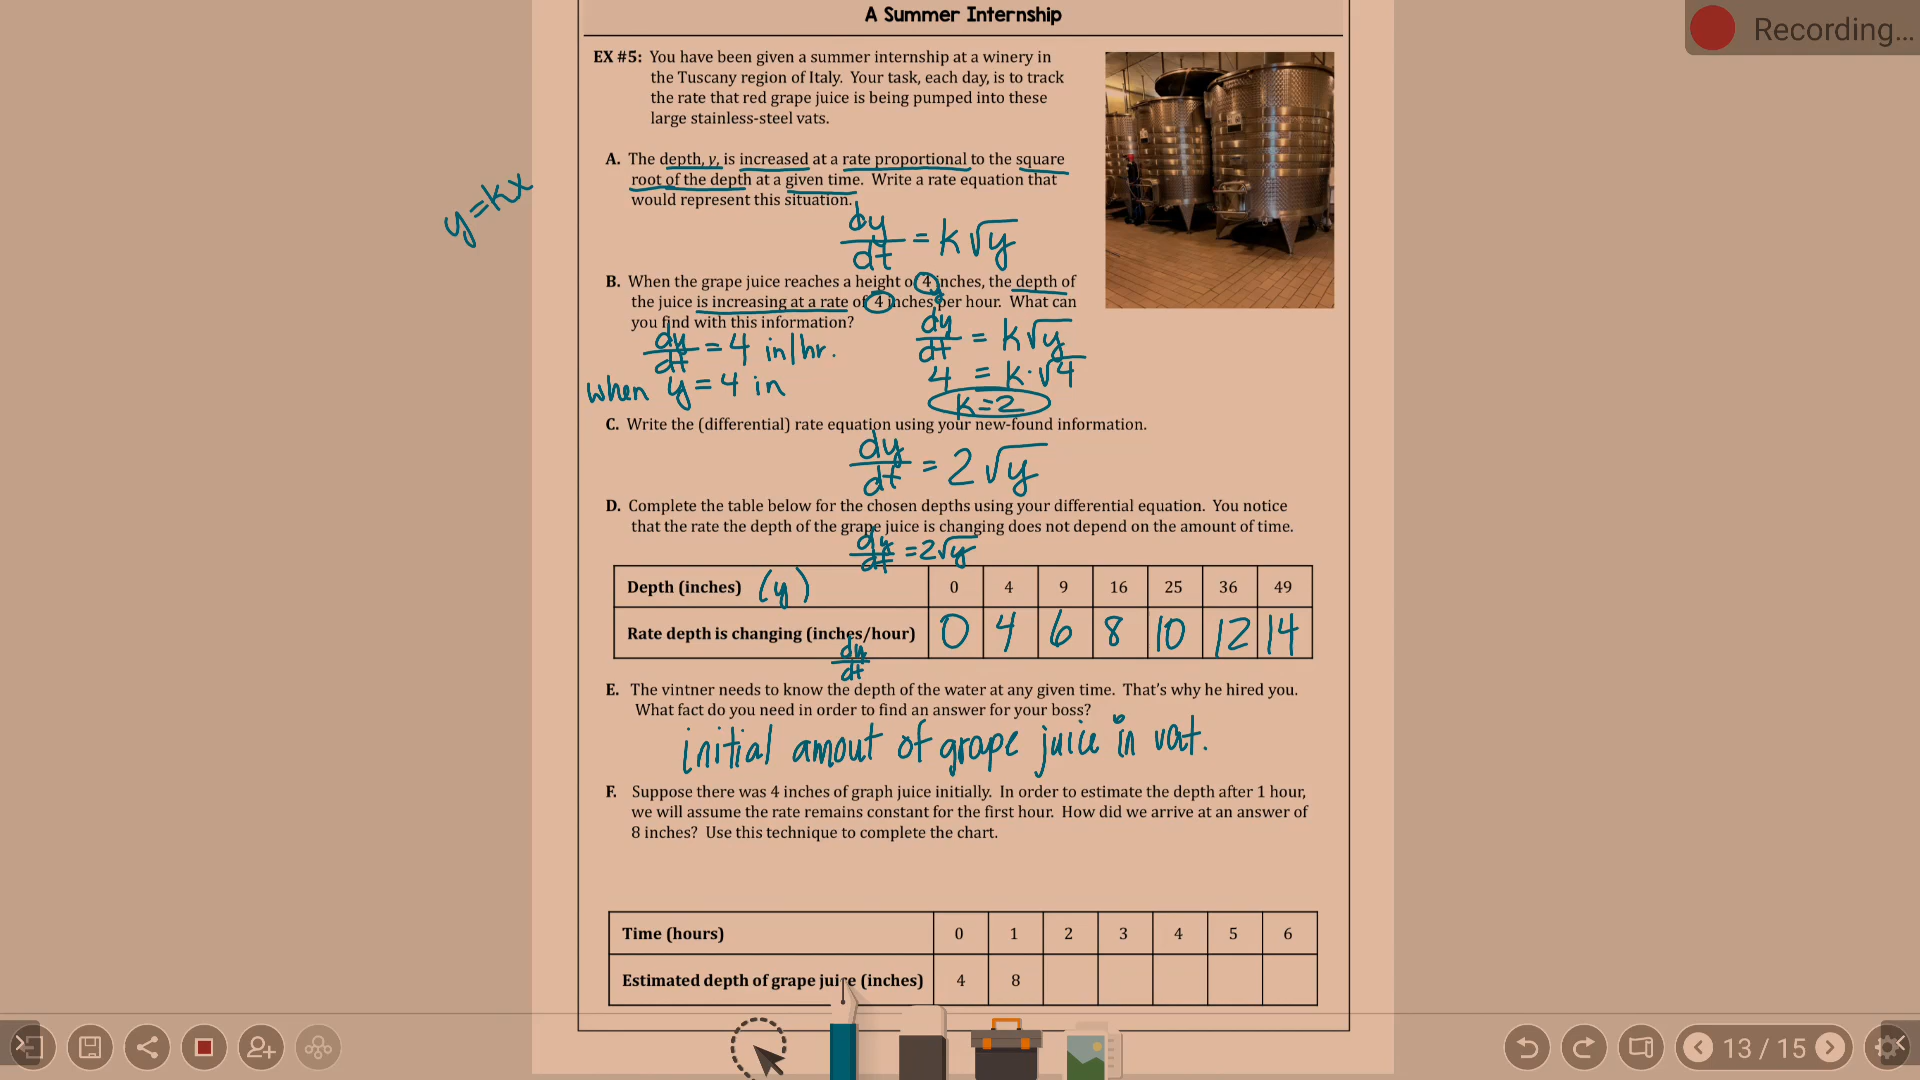 A Summer Internship
Recording...
EX #5: You have been given a summer internship at a winery in
the Tuscany region of Italy. Your task, each day, is to track
the rate that red grape juice is being pumped into these
large stainless-steel vats.
A. The depth, y, is increased at a rate proportional to the square
root of the depth at a given time. Write a rate equation that
would represent this situation.
y=kx
dy/dt = k√y
B. When the grape juice reaches a height of 4 inches, the depth of
the juice is increasing at a rate of 4 inches per hour. What can
you find with this information?
dy/dt = 4 in/hr.
when y=4 in
dy/dt = k√y
4 = k·√4
k=2
C. Write the (differential) rate equation using your new-found information.
dy/dt = 2√y
D. Complete the table below for the chosen depths using your differential equation. You notice
that the rate the depth of the grape juice is changing does not depend on the amount of time.
dy/dt =2√y
Depth (inches) (y) 0 4 9 16 25 36 49
Rate depth is changing (inches/hour) 0 4 6 8 10 12 14
dy/dt
E. The vintner needs to know the depth of the water at any given time. That's why he hired you.
What fact do you need in order to find an answer for your boss?
initial amout of grape juice in vat.
F. Suppose there was 4 inches of graph juice initially. In order to estimate the depth after 1 hour,
we will assume the rate remains constant for the first hour. How did we arrive at an answer of
8 inches? Use this technique to complete the chart.
Time (hours) 0 1 2 3 4 5 6
Estimated depth of grape juice (inches) 4 8
13 / 15